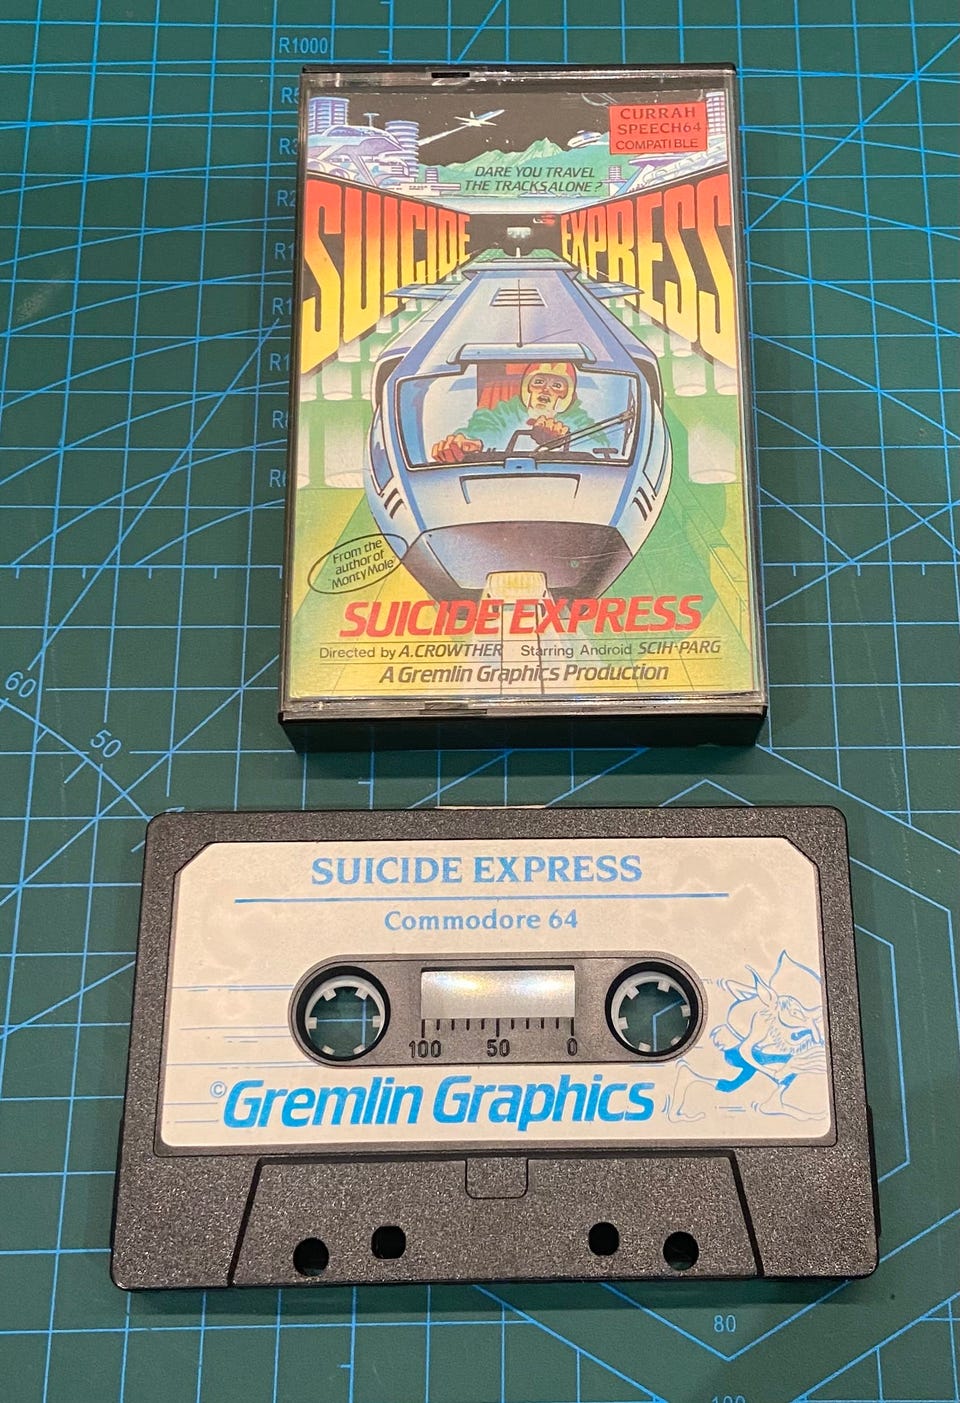 R1000
CURRAH
SPEECH64
COMPATIBLE
DARE YOU TRAVEL
THE TRACKS ALONE?
SUICIDE EXPRESS
From the
author of
'Monty Mole'
SUICIDE EXPRESS
Directed by A.CROWTHER Starring Android SCIH-PARG
A Gremlin Graphics Production
60
50
SUICIDE EXPRESS
Commodore 64
100 50 0
© Gremlin Graphics
80
100